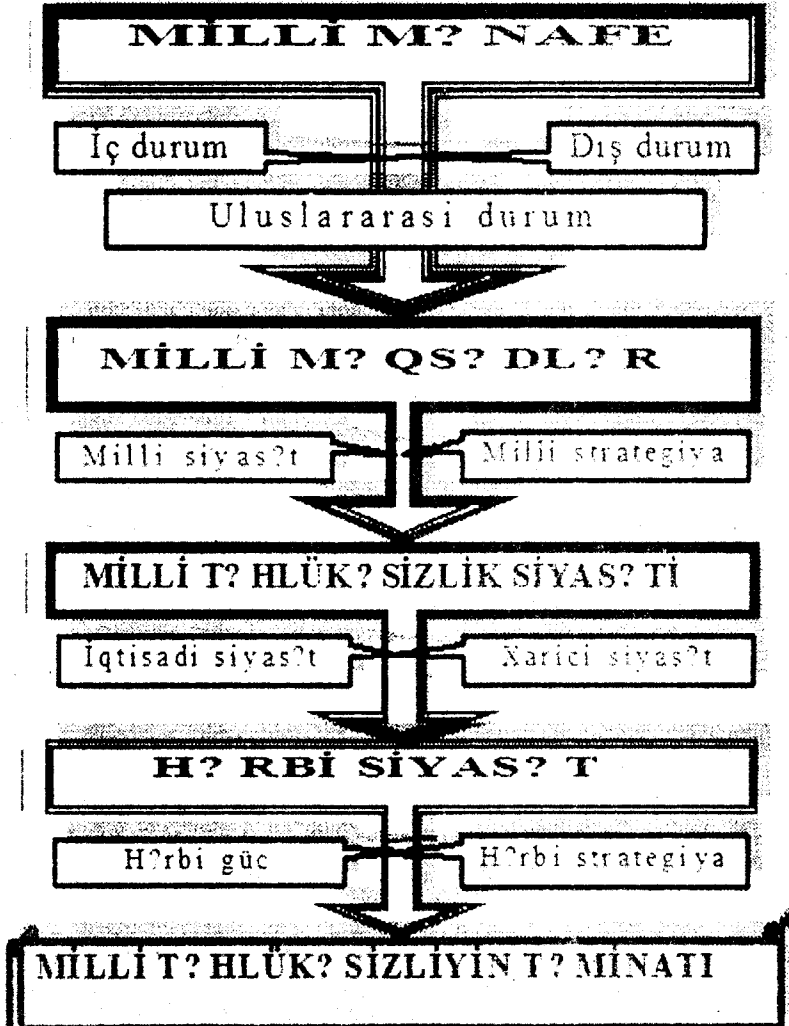 MİLLİ M? NAFE
İç durum
Dış durum
Uluslararasi durum
MİLLİ M? QS? DL? R
Milli siyas?t
Milli strategiya
MİLLİ T? HLÜK? SİZLİK SİYAS? Tİ
İqtisadi siyas?t
Xarici siyas?t
H? RBİ SİYAS? T
H?rbi güc
H?rbi strategiya
MİLLİ T? HLÜK? SİZLİYİN T? MİNATI